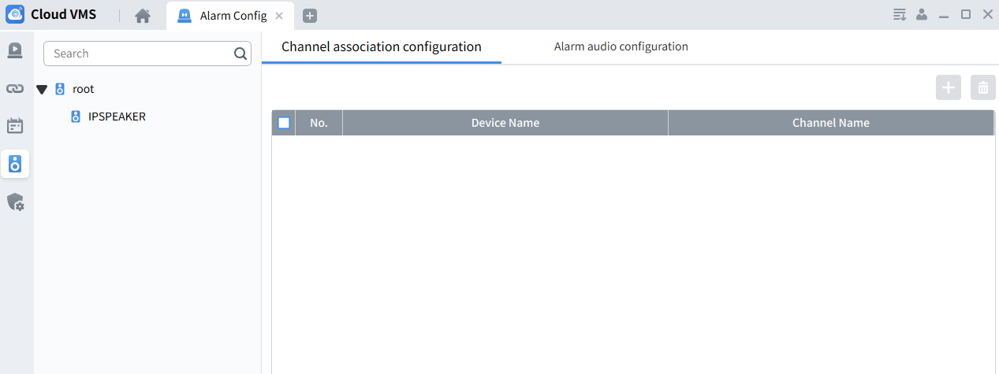 Cloud VMS
Alarm Config
Search
root
IPSPEAKER
Channel association configuration
Alarm audio configuration
No.
Device Name
Channel Name